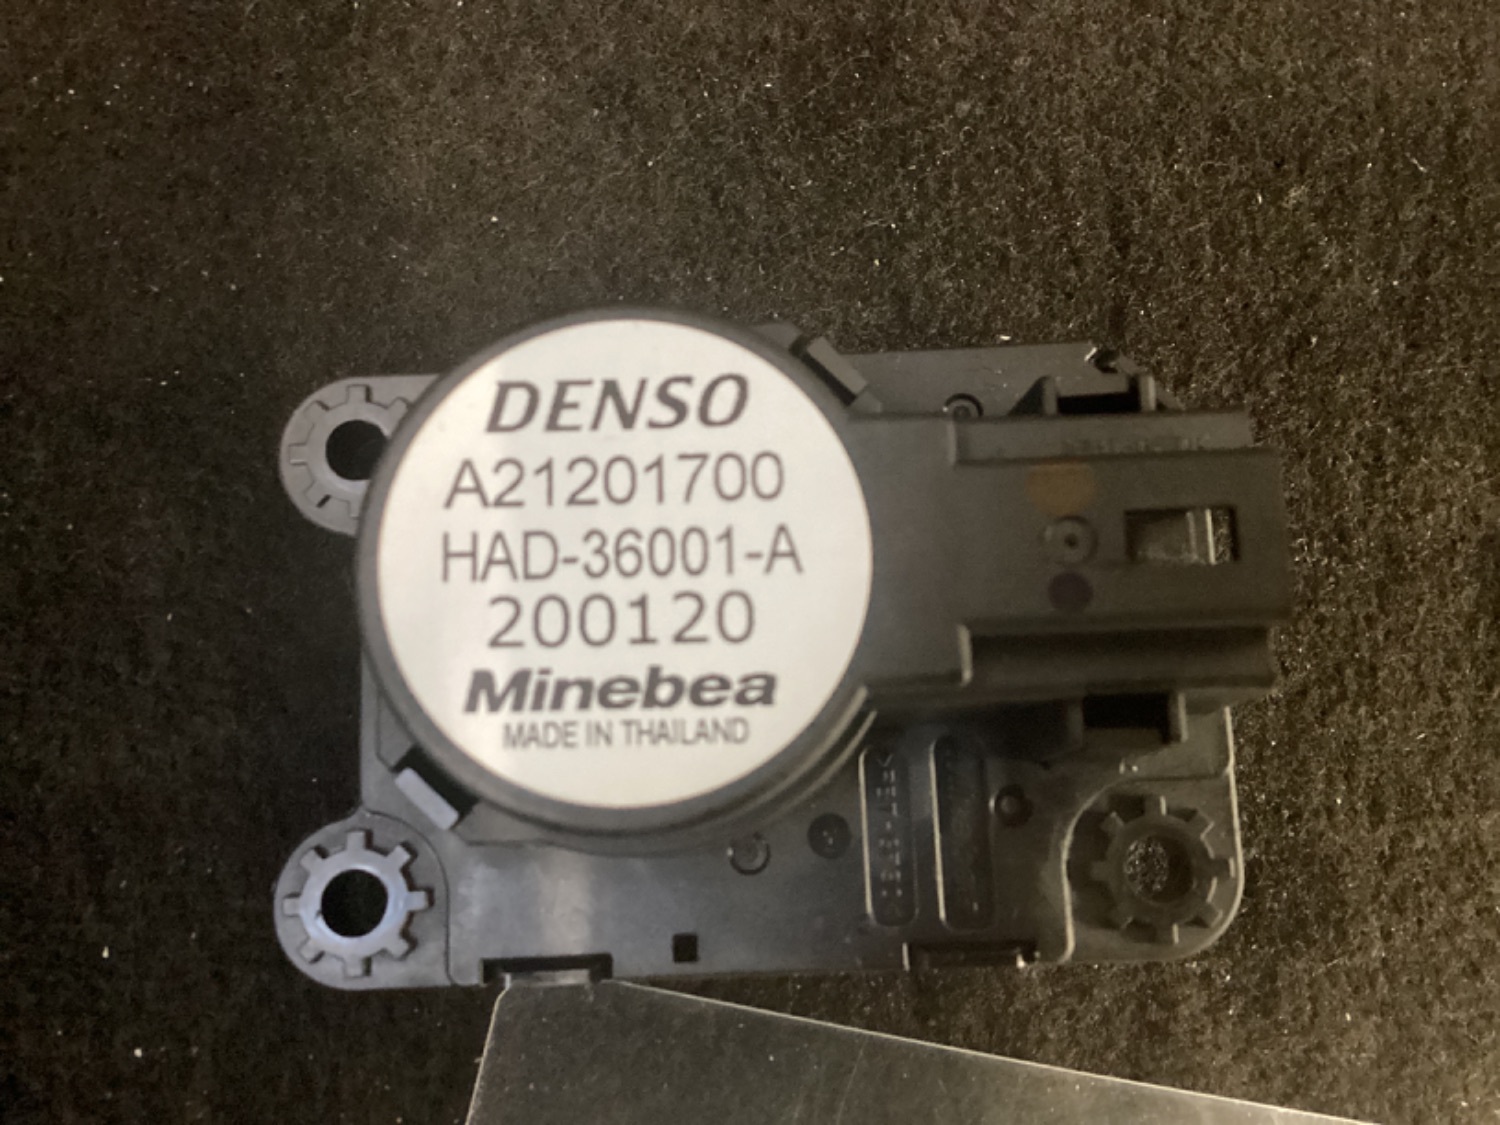 DENSO
A21201700
HAD-36001-A
200120
Minebea
MADE IN THAILAND